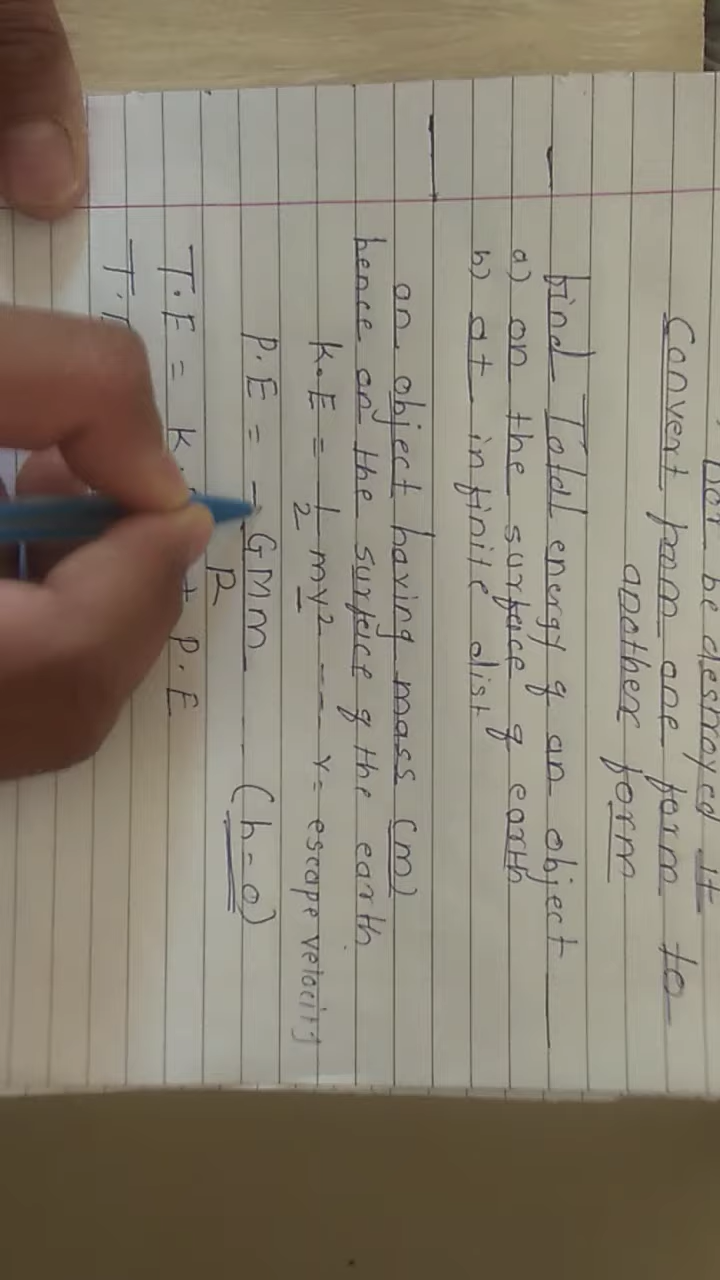 be destroyed It
Convert from one form to
another form
find Total energy of an object
a) on the surface of earth
b) at infinite dist
an object having mass (m)
hence on the surface of the earth
K.E = 1/2 mv² --- v = escape velocity
P.E = - GMm/R -- (h=0)
T.E = K. + P.E
T.